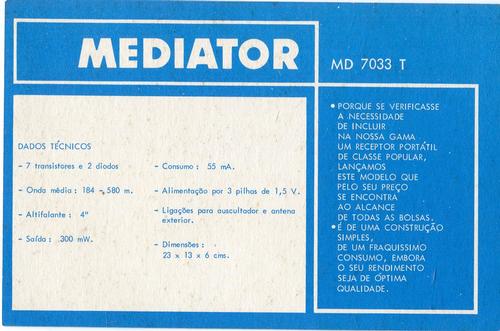 MEDIATOR
MD 7033 T
DADOS TÉCNICOS
- 7 transistores e 2 diodos
- Onda média : 184 - 580 m.
- Altifalante : 4"
- Saída : 300 mW.
- Consumo : 55 mA.
- Alimentação por 3 pilhas de 1,5 V.
- Ligações para auscultador e antena
exterior.
- Dimensões :
23 x 13 x 6 cms.
• PORQUE SE VERIFICASSE
A NECESSIDADE
DE INCLUIR
NA NOSSA GAMA
UM RECEPTOR PORTÁTIL
DE CLASSE POPULAR,
LANÇAMOS
ESTE MODELO QUE
PELO SEU PREÇO
SE ENCONTRA
AO ALCANCE
DE TODAS AS BOLSAS.
• É DE UMA CONSTRUÇÃO
SIMPLES,
DE UM FRAQUISSIMO
CONSUMO, EMBORA
O SEU RENDIMENTO
SEJA DE ÓPTIMA
QUALIDADE.